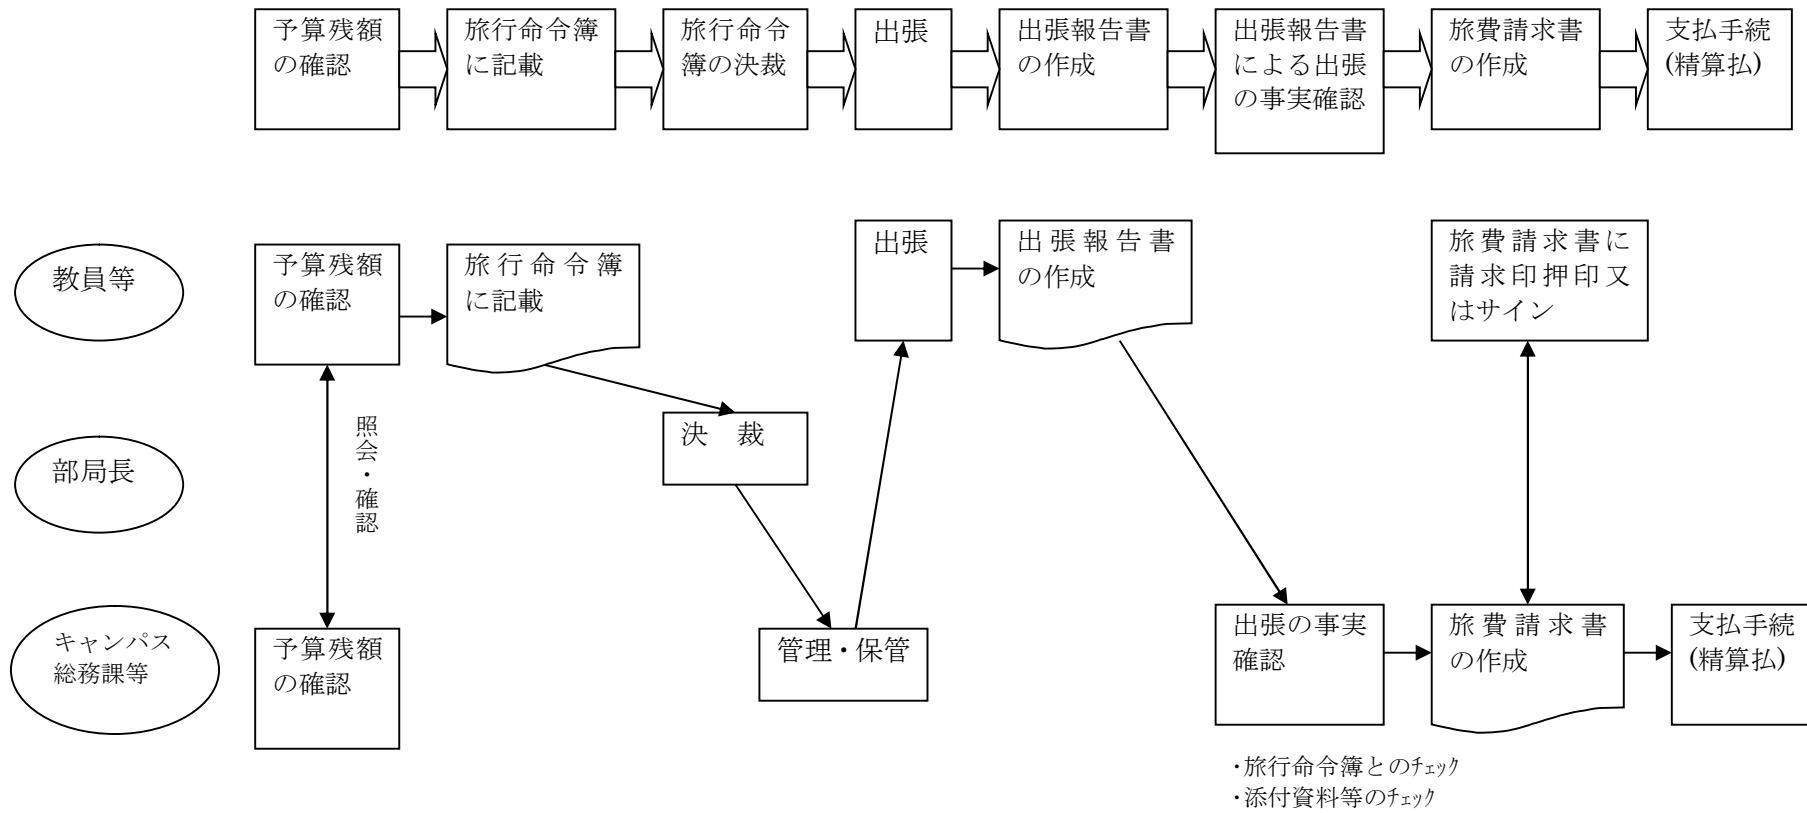 予算残額
の確認
旅行命令簿
に記載
旅行命令
簿の決裁
出張
出張報告書
の作成
出張報告書
による出張
の事実確認
旅費請求書
の作成
支払手続
(精算払)
教員等
予算残額
の確認
旅行命令簿
に記載
出張
出張報告書
の作成
旅費請求書に
請求印押印又
はサイン
照会・確認
部局長
決　裁
キャンパス
総務課等
予算残額
の確認
管理・保管
出張の事実
確認
旅費請求書
の作成
支払手続
(精算払)
・旅行命令簿とのﾁｪｯｸ
・添付資料等のﾁｪｯｸ